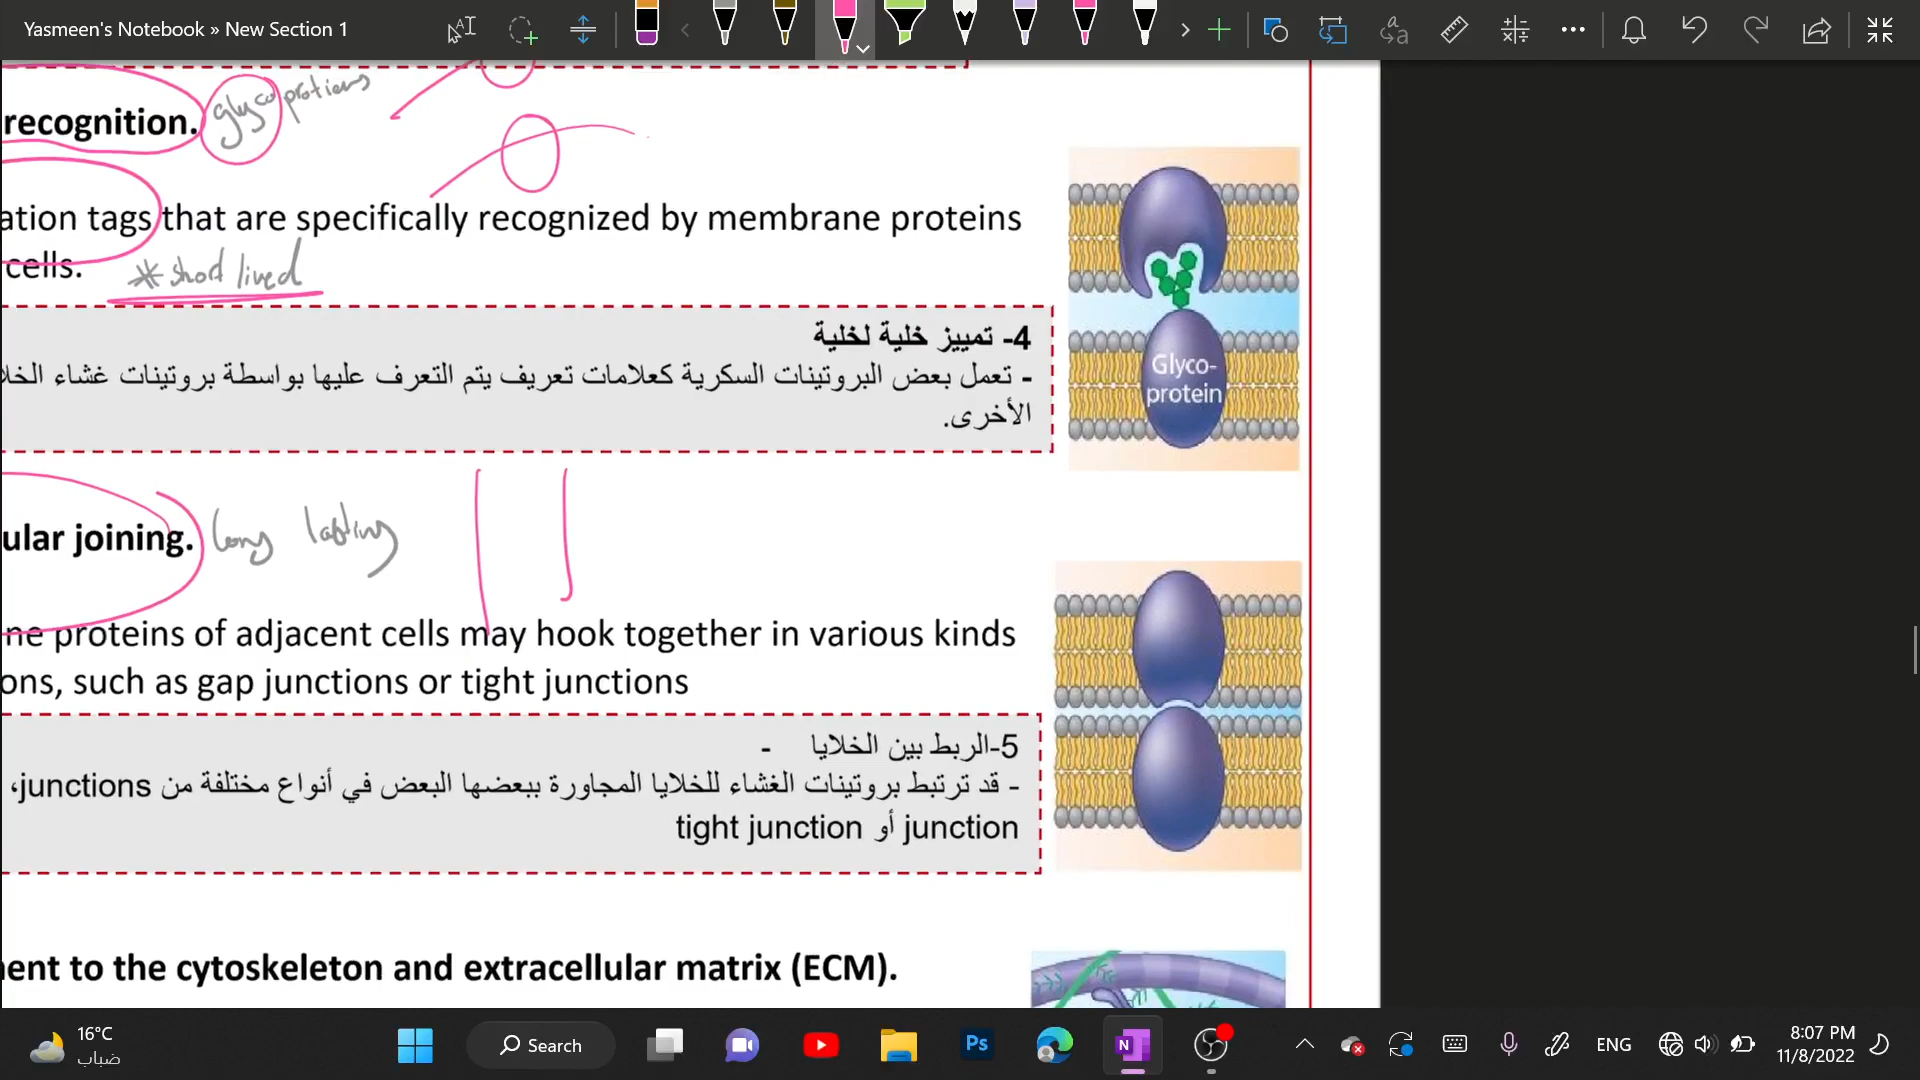 Yasmeen's Notebook » New Section 1
recognition. glycoprotiens
ation tags that are specifically recognized by membrane proteins
cells. * short lived
4- تمييز خلية لخلية
- تعمل بعض البروتينات السكرية كعلامات تعريف يتم التعرف عليها بواسطة بروتينات غشاء الخلا
الأخرى.
Glyco-
protein
ular joining. long lasting
ne proteins of adjacent cells may hook together in various kinds
ons, such as gap junctions or tight junctions
5-الربط بين الخلايا -
- قد ترتبط بروتينات الغشاء للخلايا المجاورة ببعضها البعض في أنواع مختلفة من junctions،
junction أو tight junction
ent to the cytoskeleton and extracellular matrix (ECM).
16°C
ضباب
Search
Ps
N
ENG
8:07 PM
11/8/2022